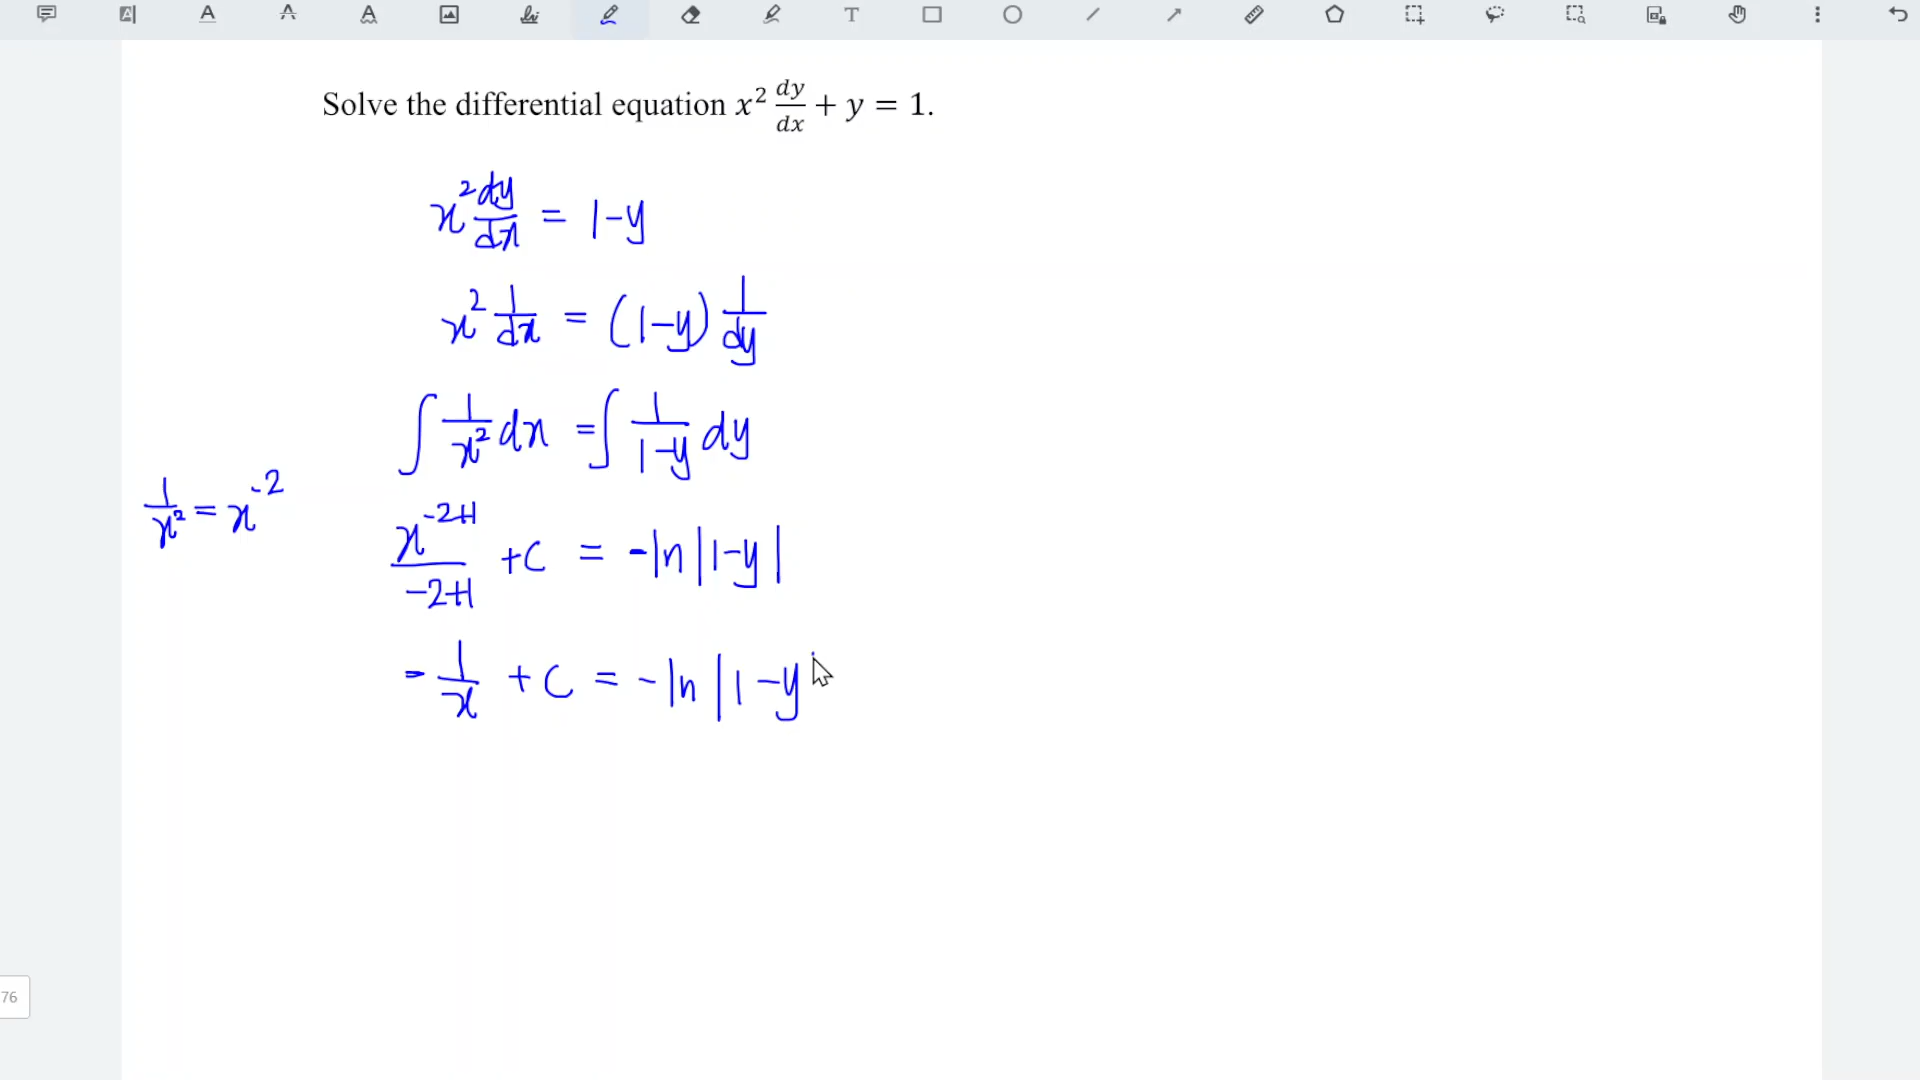 Solve the differential equation x² dy/dx + y = 1.
x² dy/dx = 1-y
x² 1/dx = (1-y) 1/dy
∫ 1/x² dx = ∫ 1/1-y dy
1/x² = x⁻²
x⁻²⁺¹/-2+1 + c = -ln|1-y|
-1/x + c = -ln|1-y
76